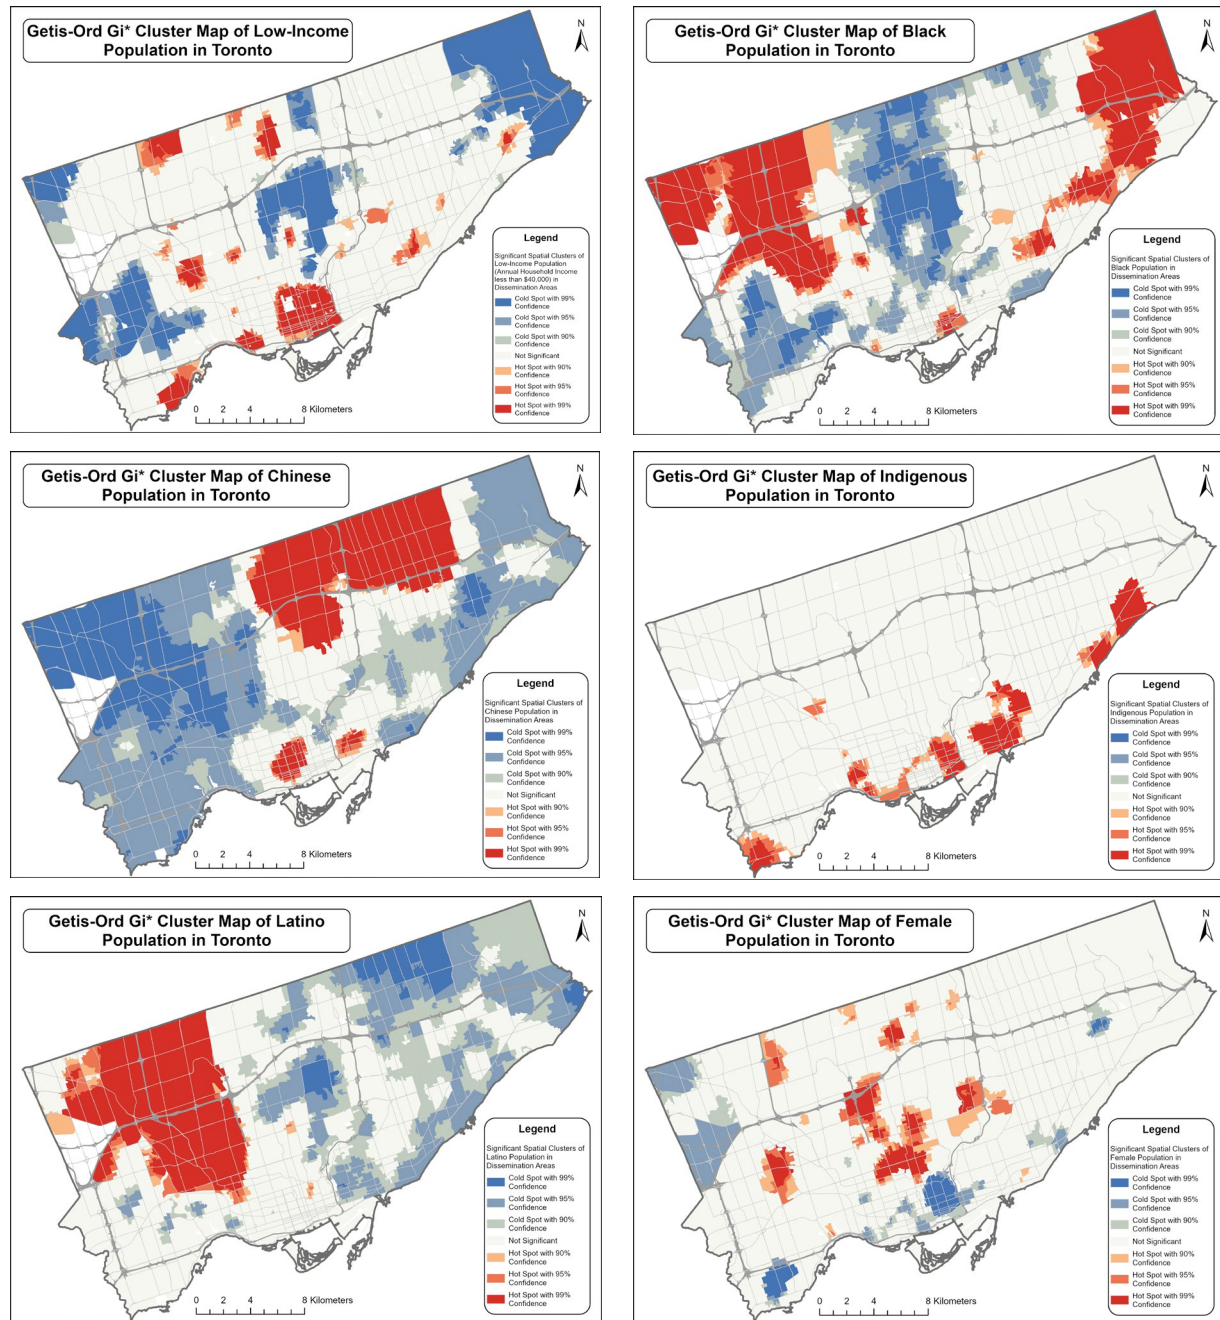 Getis-Ord Gi* Cluster Map of Low-Income
Population in Toronto
N
Legend
Significant Spatial Clusters of
Low-Income Population
(Annual Household Income
less than $40,000) in
Dissemination Areas
Cold Spot with 99%
Confidence
Cold Spot with 95%
Confidence
Cold Spot with 90%
Confidence
Not Significant
Hot Spot with 90%
Confidence
Hot Spot with 95%
Confidence
Hot Spot with 99%
Confidence
0 2 4 8 Kilometers
Getis-Ord Gi* Cluster Map of Black
Population in Toronto
N
Legend
Significant Spatial Clusters of
Black Population in
Dissemination Areas
Cold Spot with 99%
Confidence
Cold Spot with 95%
Confidence
Cold Spot with 90%
Confidence
Not Significant
Hot Spot with 90%
Confidence
Hot Spot with 95%
Confidence
Hot Spot with 99%
Confidence
0 2 4 8 Kilometers
Getis-Ord Gi* Cluster Map of Chinese
Population in Toronto
N
Legend
Significant Spatial Clusters of
Chinese Population in
Dissemination Areas
Cold Spot with 99%
Confidence
Cold Spot with 95%
Confidence
Cold Spot with 90%
Confidence
Not Significant
Hot Spot with 90%
Confidence
Hot Spot with 95%
Confidence
Hot Spot with 99%
Confidence
0 2 4 8 Kilometers
Getis-Ord Gi* Cluster Map of Indigenous
Population in Toronto
N
Legend
Significant Spatial Clusters of
Indigenous Population in
Dissemination Areas
Cold Spot with 99%
Confidence
Cold Spot with 95%
Confidence
Cold Spot with 90%
Confidence
Not Significant
Hot Spot with 90%
Confidence
Hot Spot with 95%
Confidence
Hot Spot with 99%
Confidence
0 2 4 8 Kilometers
Getis-Ord Gi* Cluster Map of Latino
Population in Toronto
N
Legend
Significant Spatial Clusters of
Latino Population in
Dissemination Areas
Cold Spot with 99%
Confidence
Cold Spot with 95%
Confidence
Cold Spot with 90%
Confidence
Not Significant
Hot Spot with 90%
Confidence
Hot Spot with 95%
Confidence
Hot Spot with 99%
Confidence
0 2 4 8 Kilometers
Getis-Ord Gi* Cluster Map of Female
Population in Toronto
N
Legend
Significant Spatial Clusters of
Female Population in
Dissemination Areas
Cold Spot with 99%
Confidence
Cold Spot with 95%
Confidence
Cold Spot with 90%
Confidence
Not Significant
Hot Spot with 90%
Confidence
Hot Spot with 95%
Confidence
Hot Spot with 99%
Confidence
0 2 4 8 Kilometers